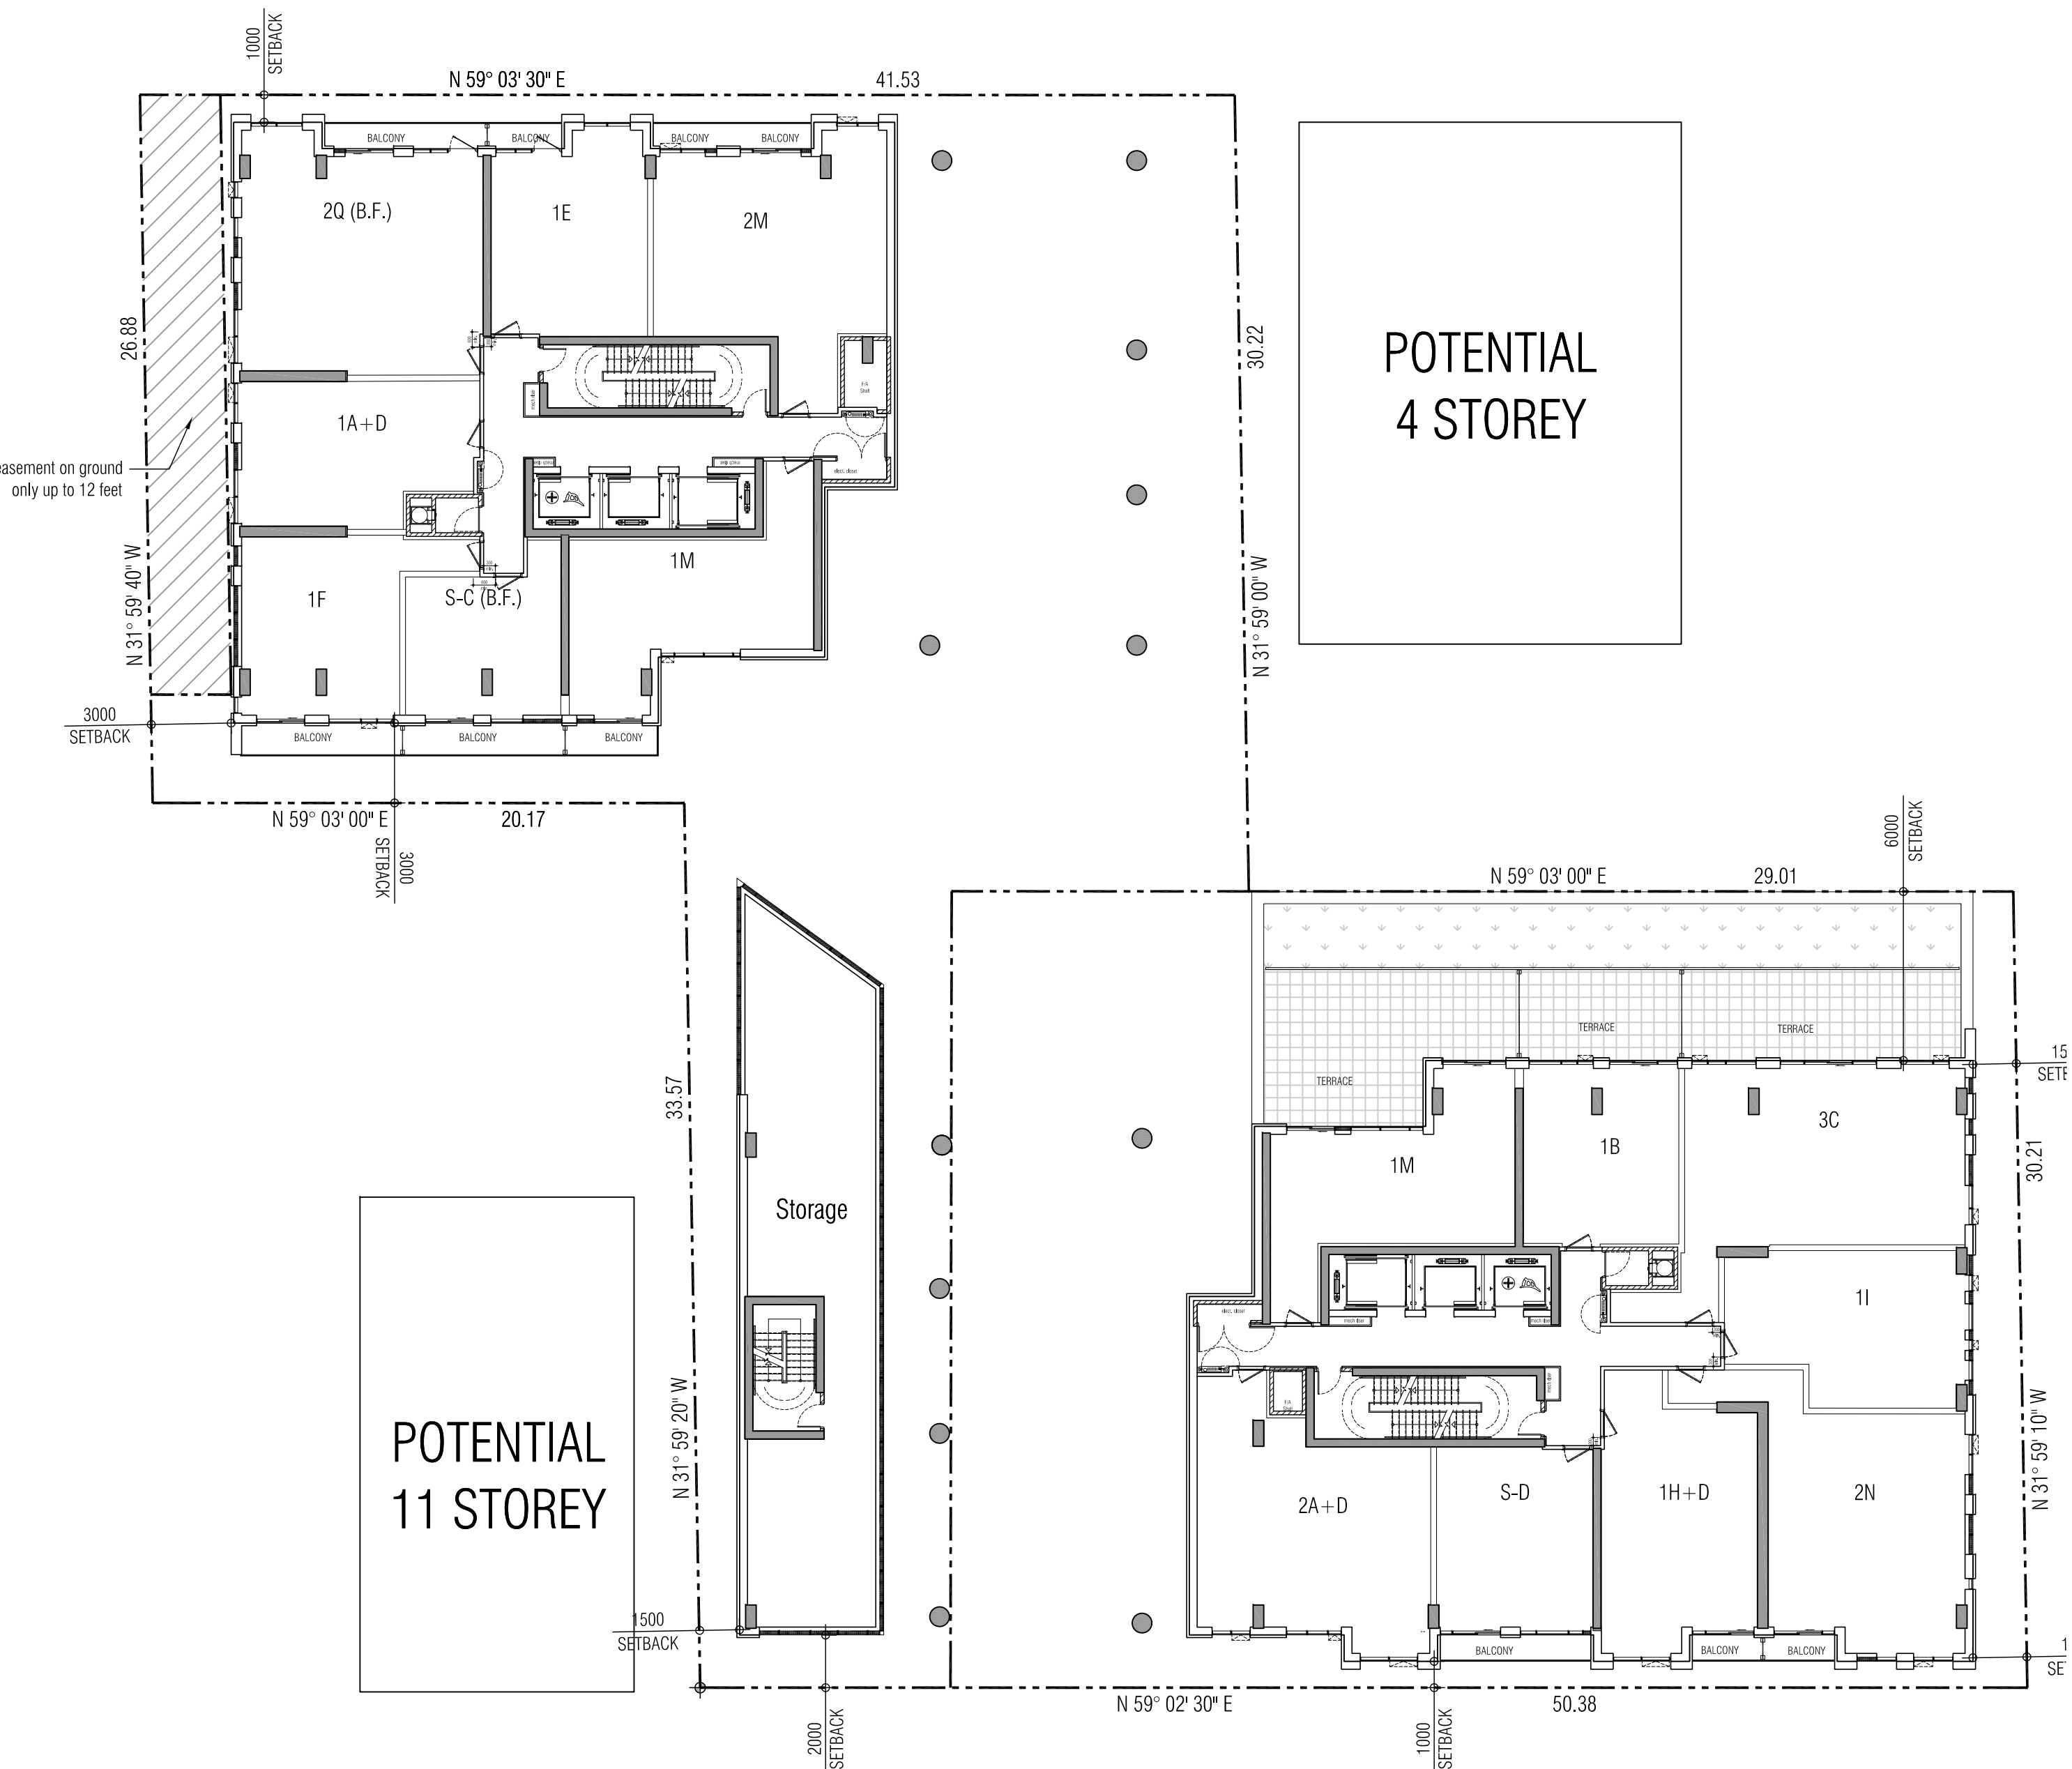 1000
SETBACK
N 59° 03' 30" E
41.53
BALCONY
BALCONY
BALCONY
BALCONY
2Q (B.F.)
1E
2M
26.88
N 31° 59' 40" W
easement on ground
only up to 12 feet
1A+D
1F
S-C (B.F.)
1M
elect. closet
3000
SETBACK
BALCONY
BALCONY
BALCONY
N 59° 03' 00" E
20.17
3000
SETBACK
30.22
N 31° 59' 00" W
POTENTIAL
4 STOREY
6000
SETBACK
N 59° 03' 00" E
29.01
TERRACE
TERRACE
TERRACE
15
1M
1B
3C
1I
30.21
N 31° 59' 10" W
33.57
N 31° 59' 20" W
Storage
POTENTIAL
11 STOREY
elect. closet
2A+D
S-D
1H+D
2N
1500
SETBACK
BALCONY
BALCONY
BALCONY
N 59° 02' 30" E
50.38
2000
SETBACK
1000
SETBACK